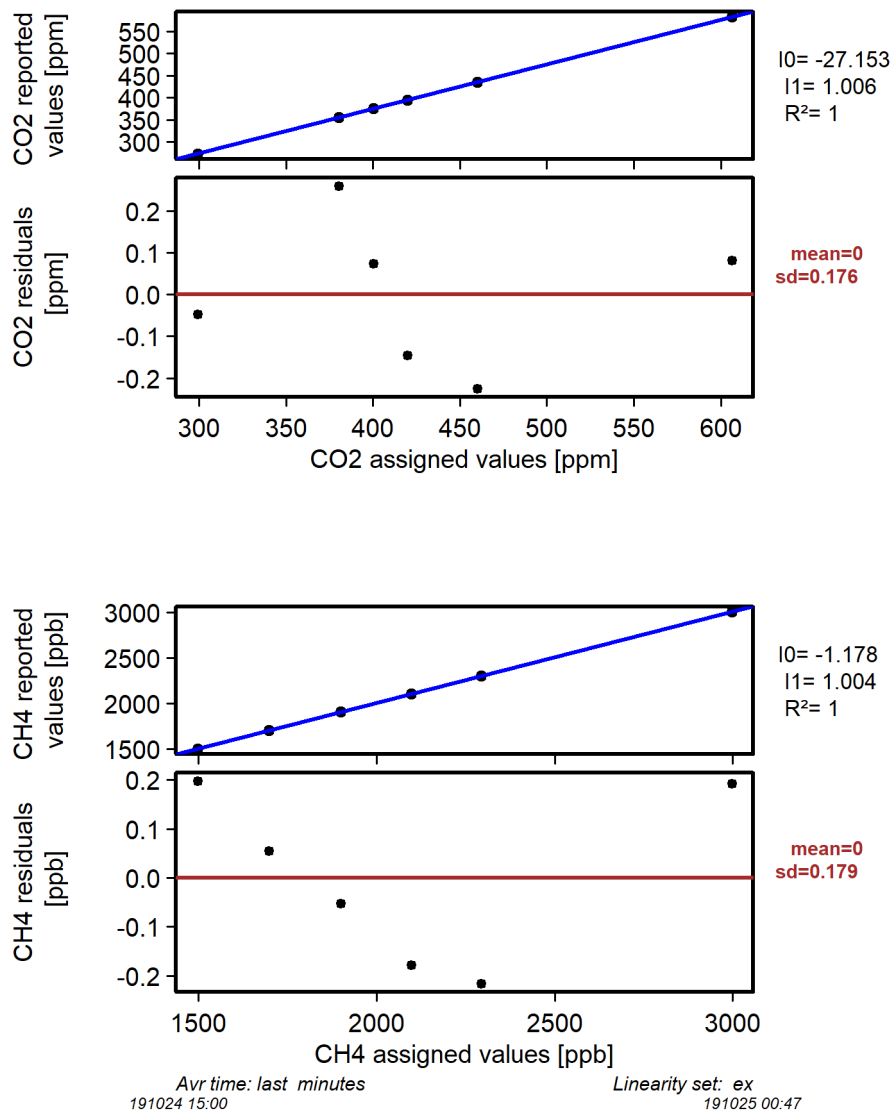 CO2 reported
values [ppm]
550
500
450
400
350
300
I0= -27.153
I1= 1.006
R²= 1
CO2 residuals
[ppm]
0.2
0.1
0.0
-0.1
-0.2
mean=0
sd=0.176
300 350 400 450 500 550 600
CO2 assigned values [ppm]
CH4 reported
values [ppb]
3000
2500
2000
1500
I0= -1.178
I1= 1.004
R²= 1
CH4 residuals
[ppb]
0.2
0.1
0.0
-0.1
-0.2
mean=0
sd=0.179
1500 2000 2500 3000
CH4 assigned values [ppb]
Avr time: last  minutes Linearity set:  ex
191024 15:00 191025 00:47